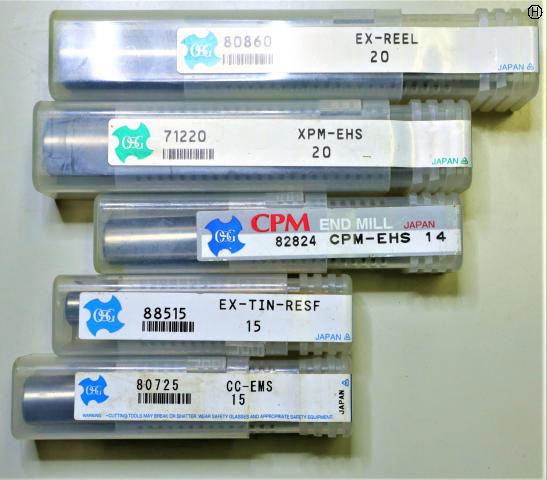 H
OSG 80860 EX-REEL
20
JAPAN
OSG 71220 XPM-EHS
20
JAPAN
OSG CPM END MILL JAPAN
82824 CPM-EHS 14
OSG 88515 EX-TIN-RESF
15
JAPAN
OSG 80725 CC-EMS
15
JAPAN
WARNING -CUTTING TOOLS MAY BREAK OR SHATTER. WEAR SAFETY GLASSES AND APPROPRIATE SAFETY EQUIPMENT.